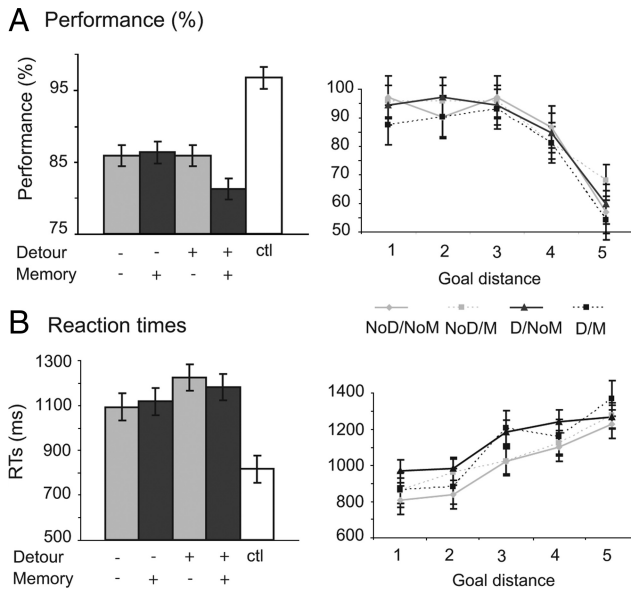 A Performance (%)
Performance (%)
95
85
75
Detour - - + + ctl
Memory - + - +
100
90
80
70
60
50
1 2 3 4 5
Goal distance
NoD/NoM NoD/M D/NoM D/M
B Reaction times
RTs (ms)
1300
1100
900
700
500
Detour - - + + ctl
Memory - + - +
1400
1200
1000
800
600
1 2 3 4 5
Goal distance